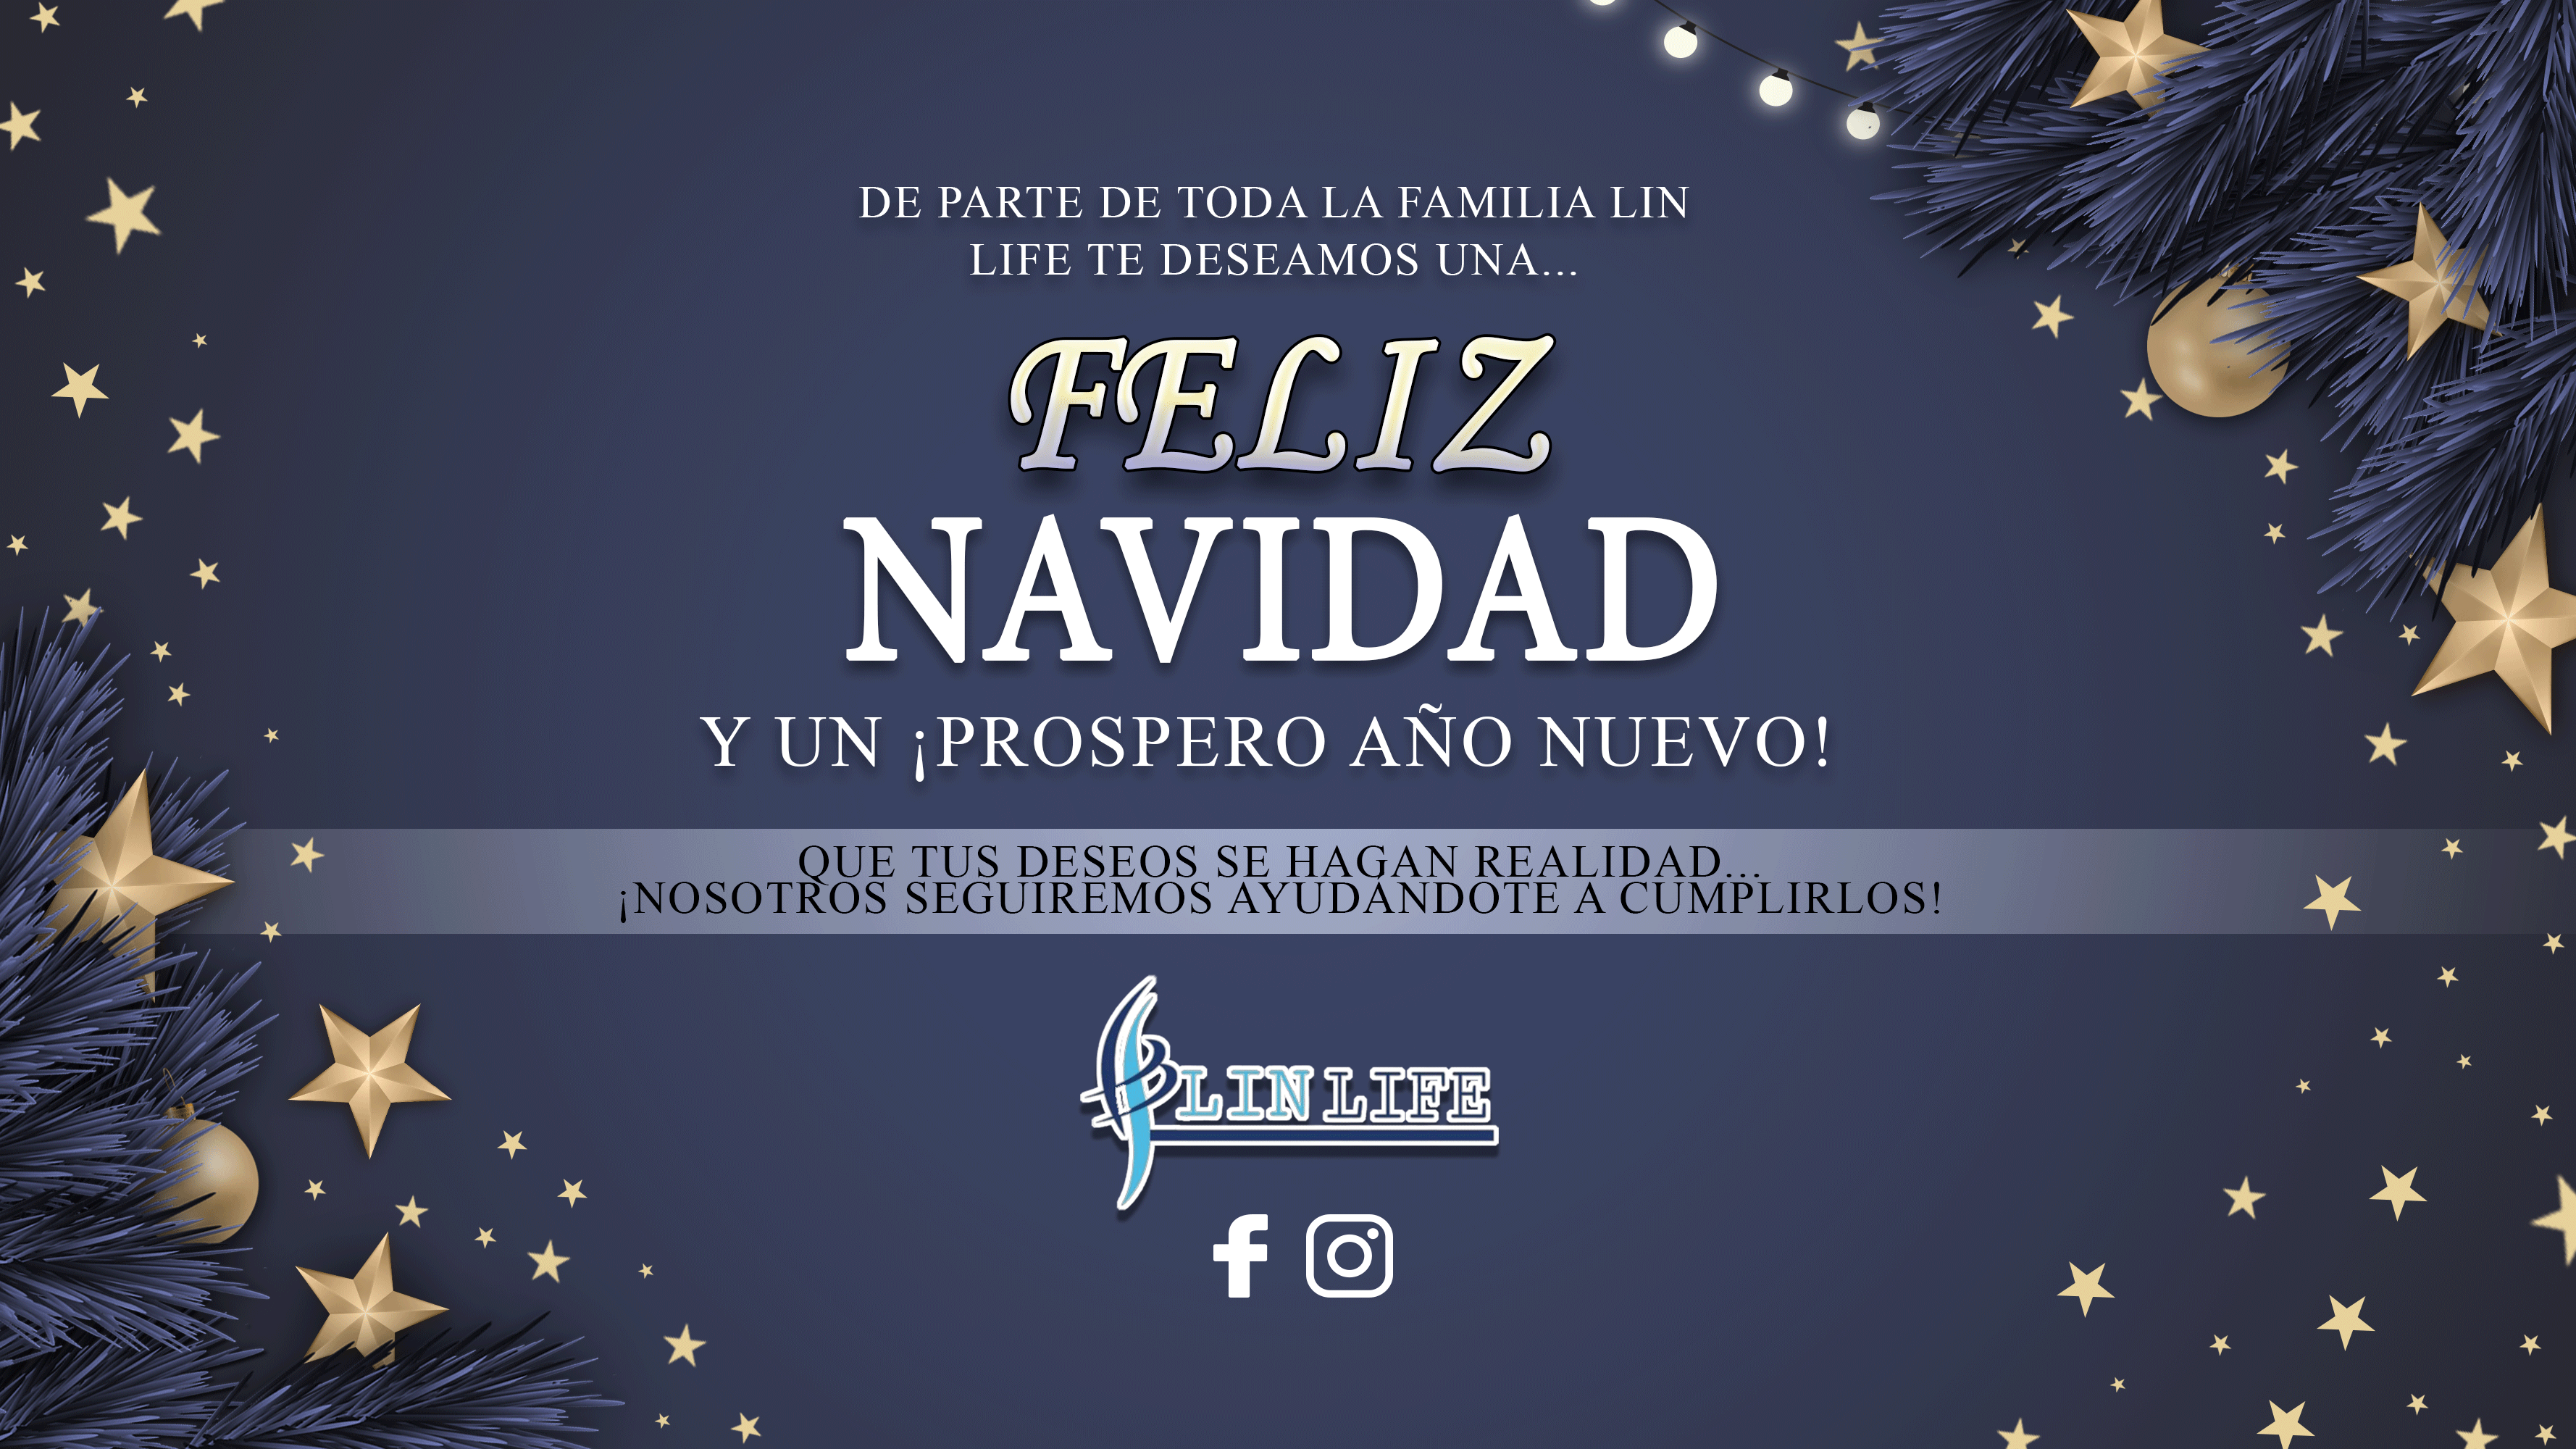 DE PARTE DE TODA LA FAMILIA LIN
LIFE TE DESEAMOS UNA...
FELIZ
NAVIDAD
Y UN ¡PROSPERO AÑO NUEVO!
QUE TUS DESEOS SE HAGAN REALIDAD...
¡NOSOTROS SEGUIREMOS AYUDÁNDOTE A CUMPLIRLOS!
LIN LIFE